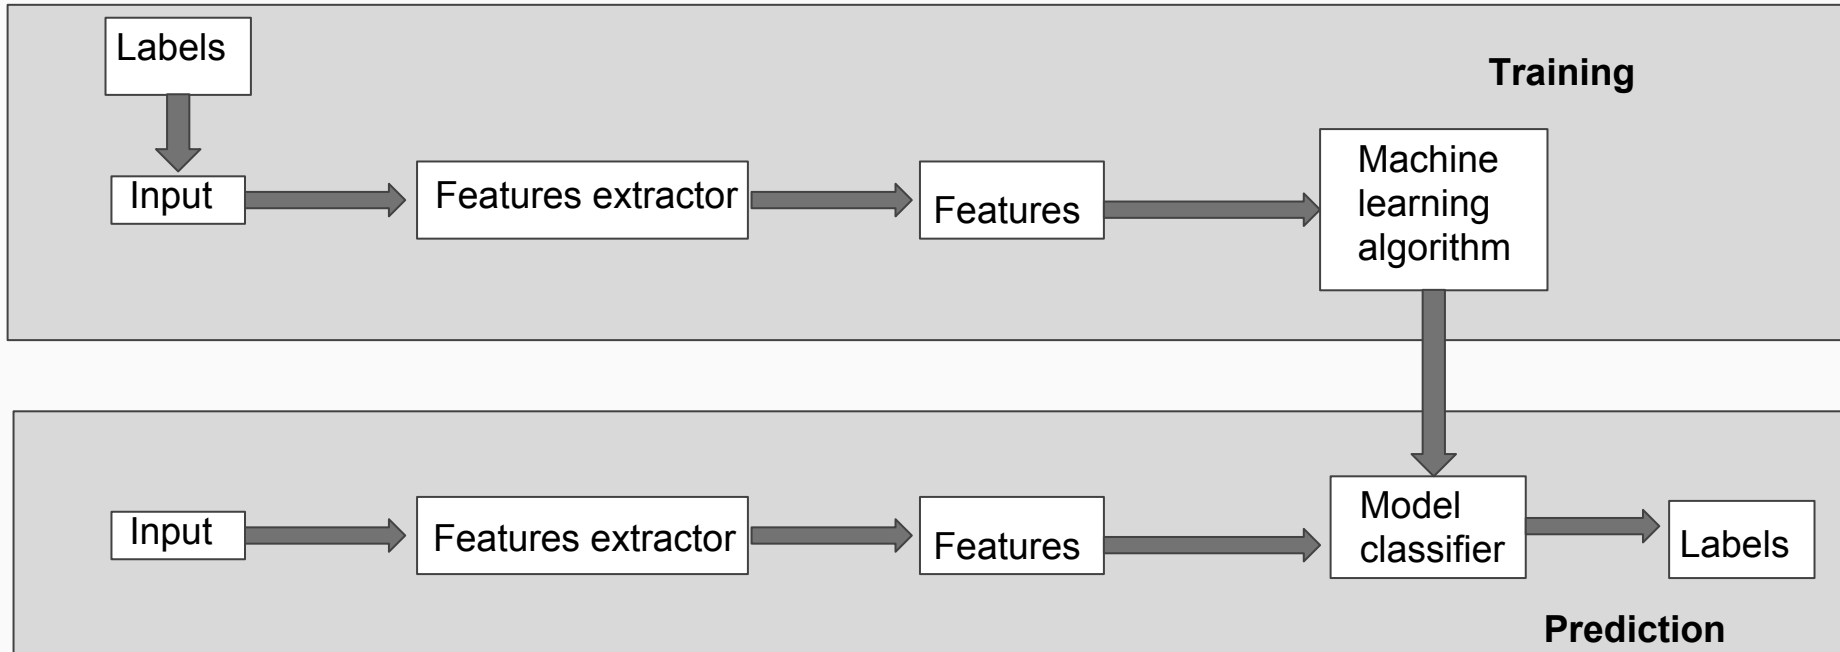 Labels
Training
Input
Features extractor
Features
Machine
learning
algorithm
Input
Features extractor
Features
Model
classifier
Labels
Prediction